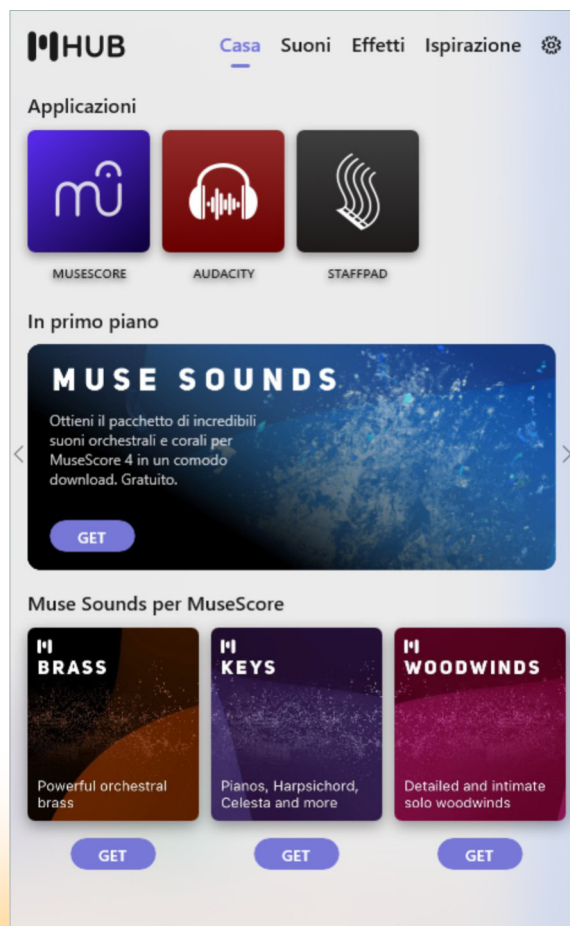 HUB
Casa Suoni Effetti Ispirazione
Applicazioni
MUSESCORE AUDACITY STAFFPAD
In primo piano
MUSE SOUNDS
Ottieni il pacchetto di incredibili
suoni orchestrali e corali per
MuseScore 4 in un comodo
download. Gratuito.
GET
Muse Sounds per MuseScore
BRASS
Powerful orchestral
brass
KEYS
Pianos, Harpsichord,
Celesta and more
WOODWINDS
Detailed and intimate
solo woodwinds
GET GET GET